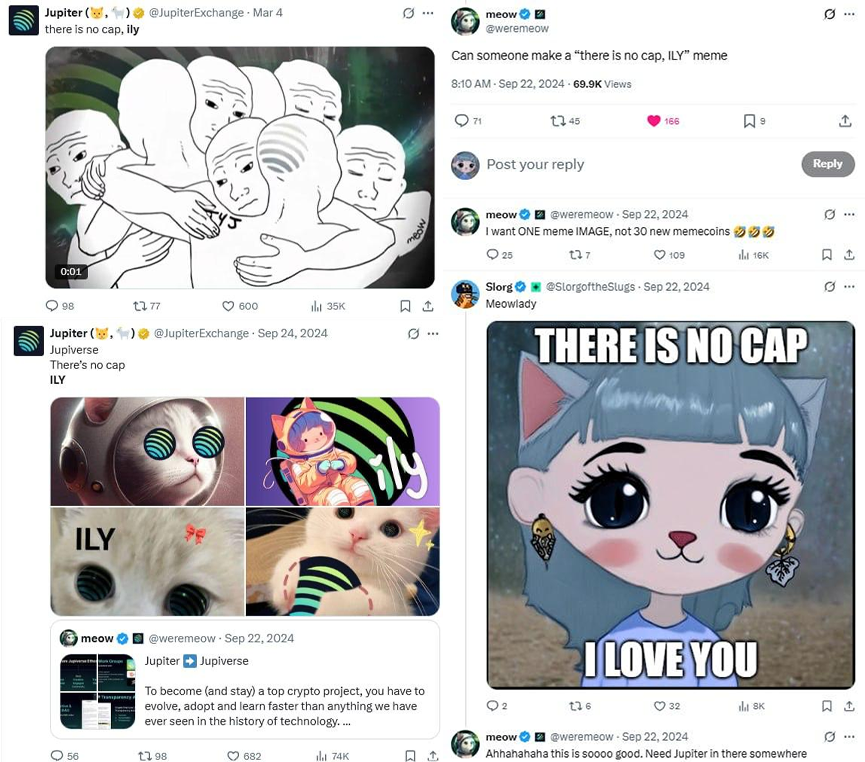 Jupiter (🐱, 🐐) @JupiterExchange · Mar 4
there is no cap, ily
meow
0:01
98 77 600 35K
Jupiter (🐱, 🐐) @JupiterExchange · Sep 24, 2024
Jupiverse
There's no cap
ILY
ily
ILY
meow @weremeow · Sep 22, 2024
Jupiter ➡️ Jupiverse
To become (and stay) a top crypto project, you have to
evolve, adopt and learn faster than anything we have
ever seen in the history of technology. ...
56 98 682 74K
meow
@weremeow
Can someone make a “there is no cap, ILY” meme
8:10 AM · Sep 22, 2024 · 69.9K Views
71 45 166 9
Post your reply
Reply
meow @weremeow · Sep 22, 2024
I want ONE meme IMAGE, not 30 new memecoins 🤣🤣🤣
25 7 109 16K
Slorg @SlorgoftheSlugs · Sep 22, 2024
Meowlady
THERE IS NO CAP
I LOVE YOU
2 6 32 8K
meow @weremeow · Sep 22, 2024
Ahhahahaha this is soooo good. Need Jupiter in there somewhere